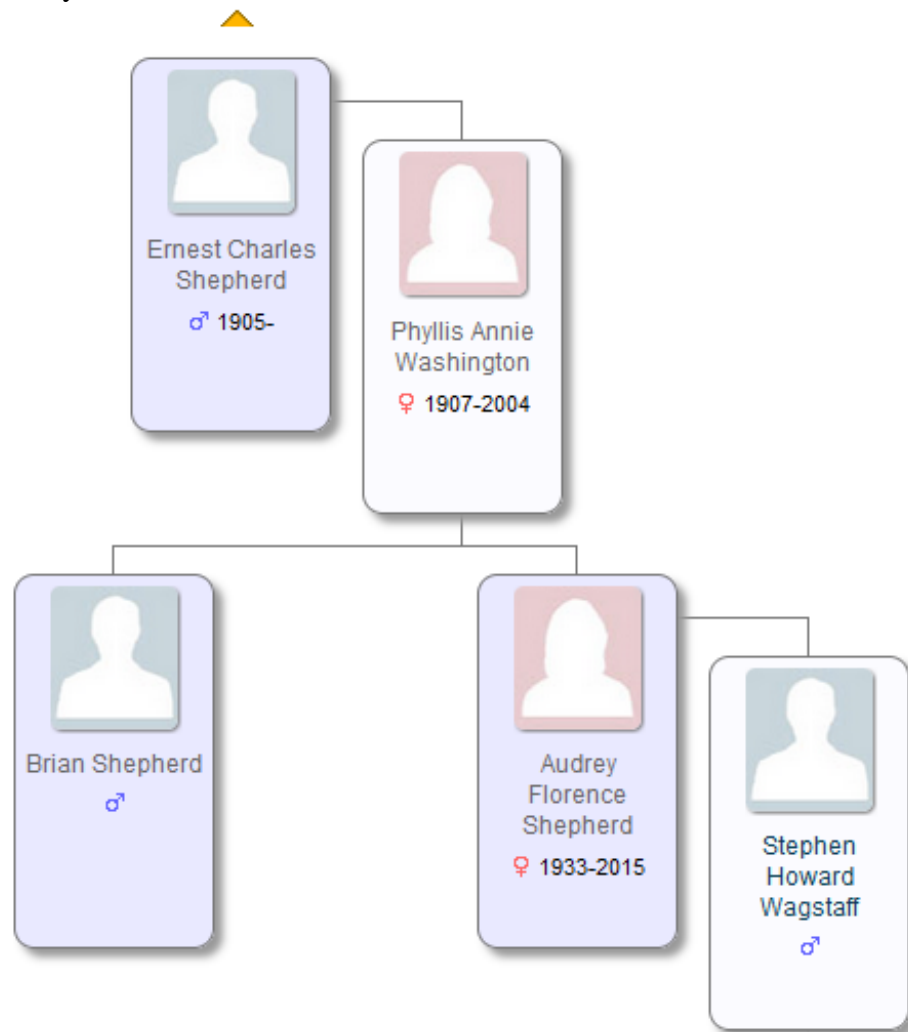 Ernest Charles
Shepherd
♂ 1905-
Phyllis Annie
Washington
♀ 1907-2004
Brian Shepherd
♂
Audrey
Florence
Shepherd
♀ 1933-2015
Stephen
Howard
Wagstaff
♂